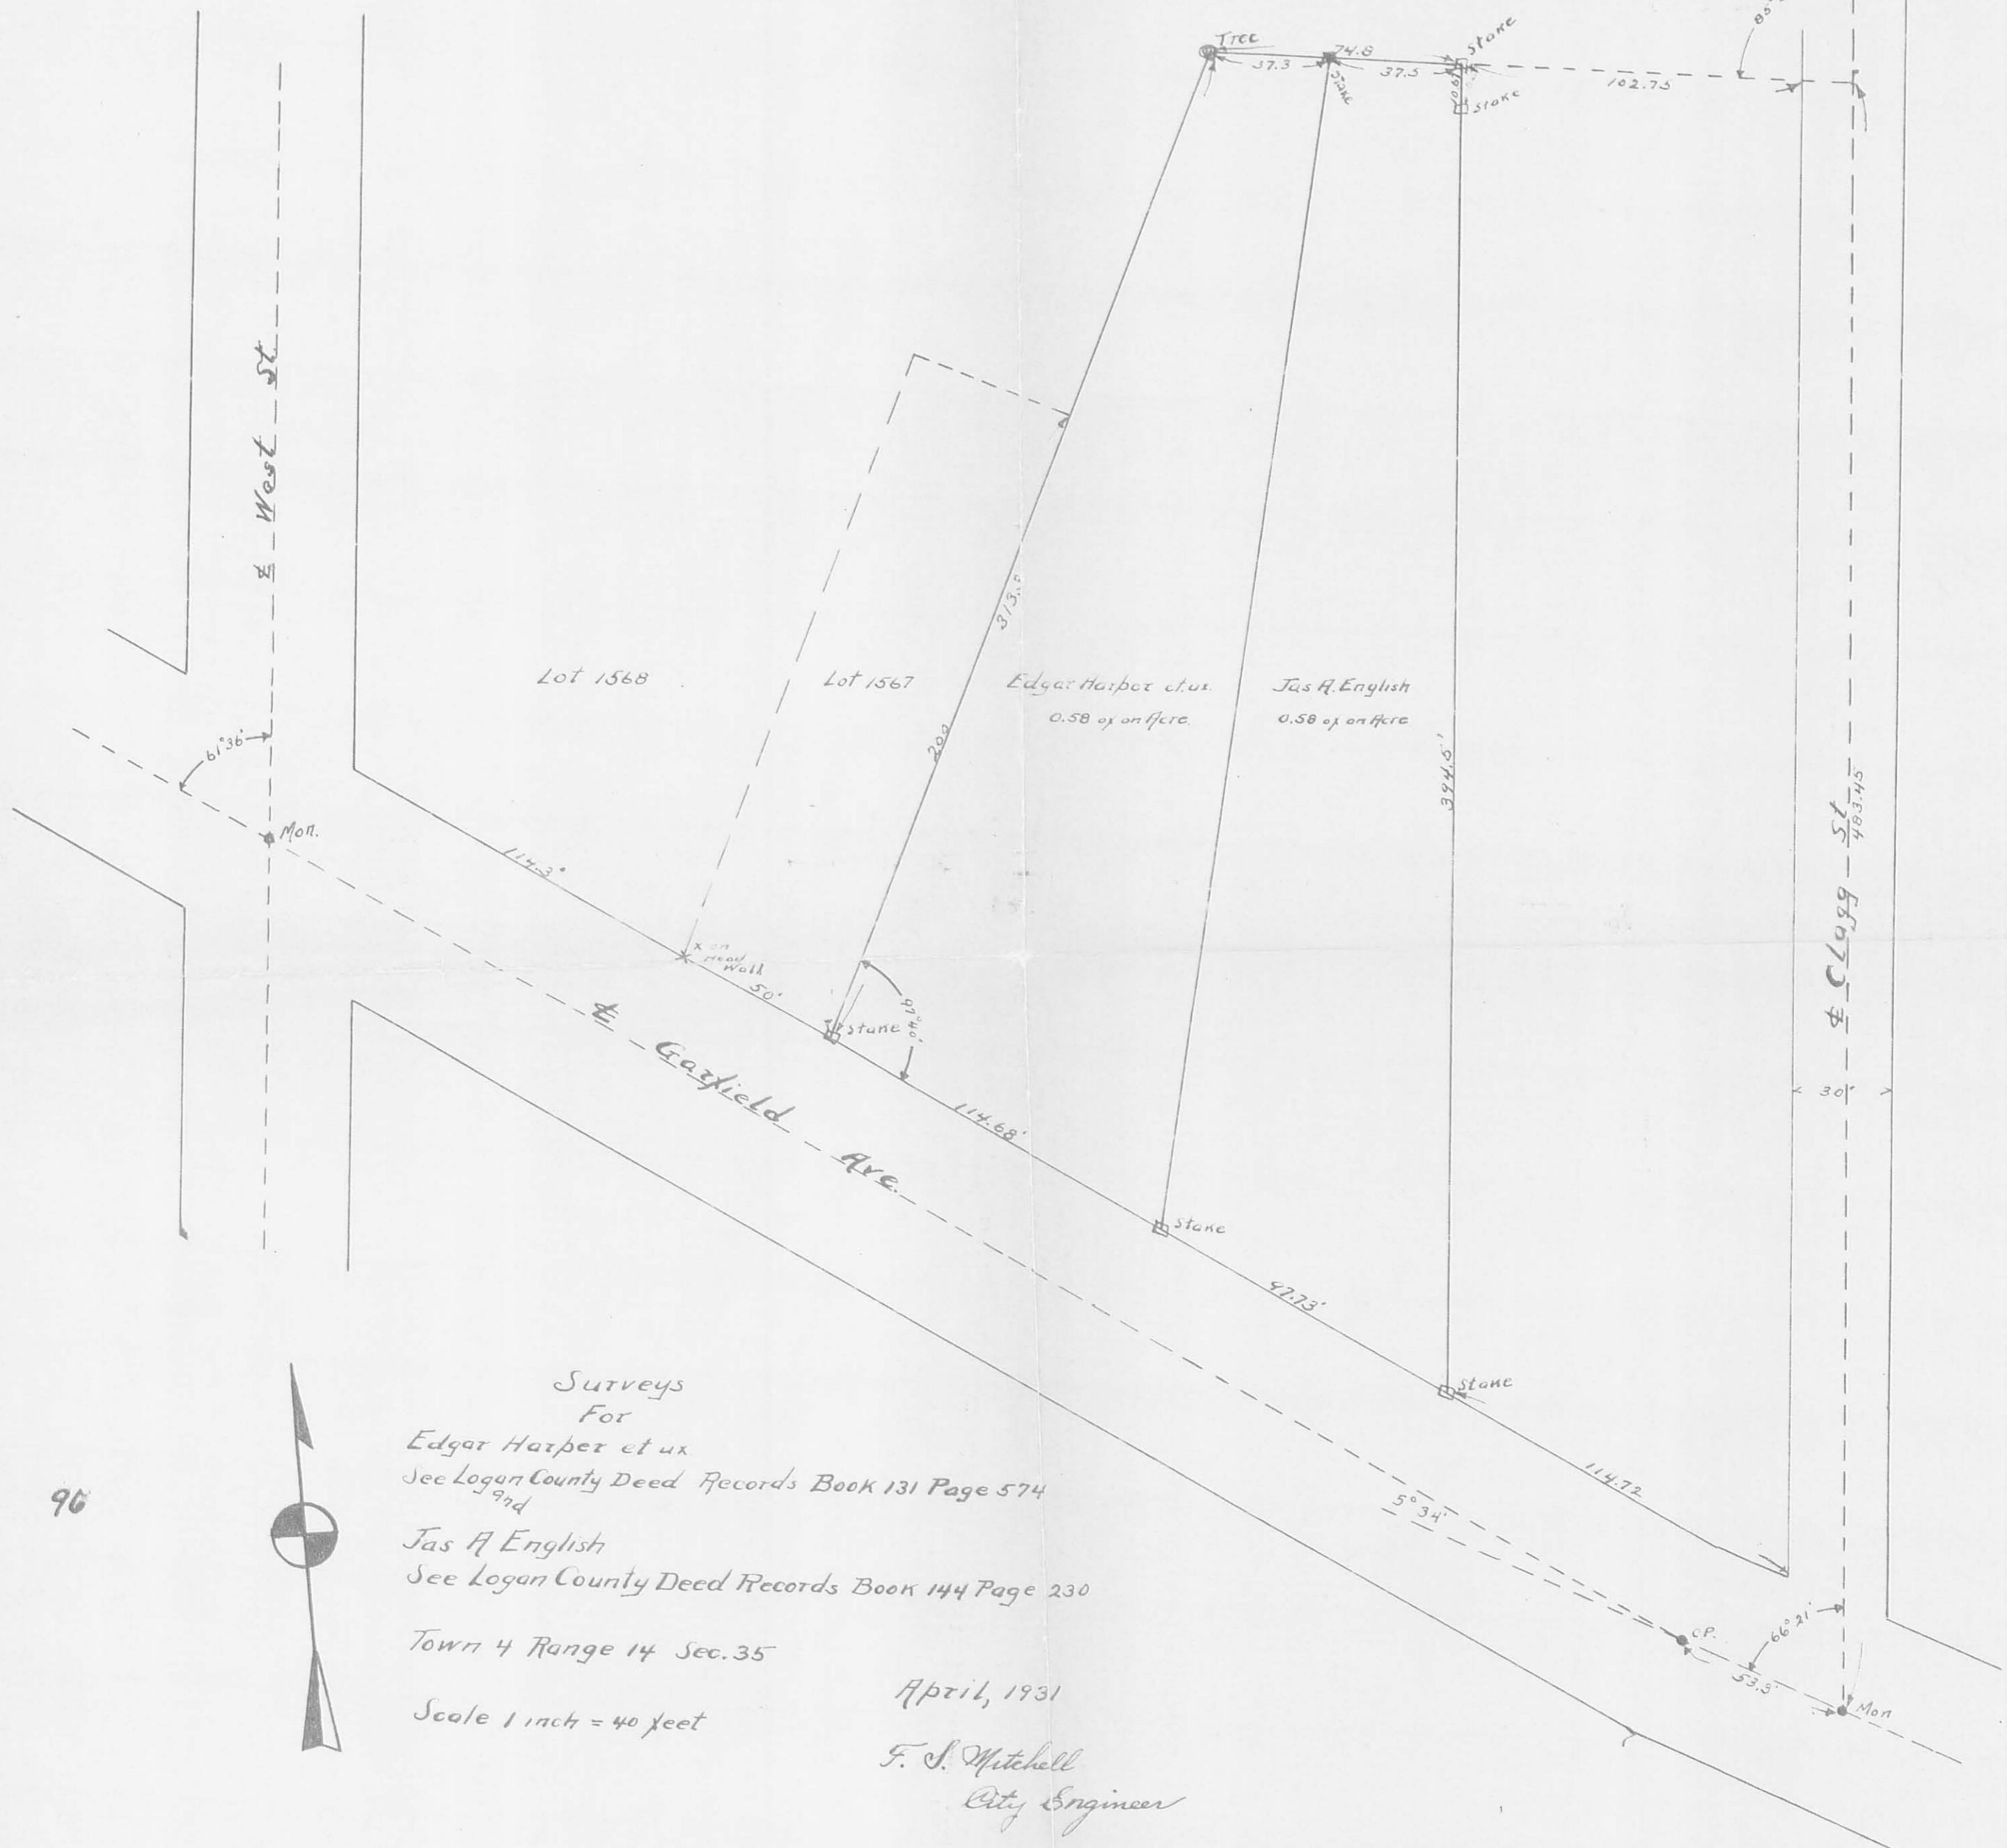 Tree
74.8
37.3
37.5
Stake
Stake
Stake
102.75
85°
℄ West St.
Lot 1568
Lot 1567
313.
200
Edgar Harper et.ux.
0.58 of an Acre
Jas A. English
0.58 of an Acre
394.5'
℄ Clagg St
483.45
61°36'
Mon.
114.3'
x on
Head
Wall
50'
Stake
97°40'
℄ Garfield Ave.
114.68'
30'
Stake
97.73'
Stake
114.72
5°34'
C.P.
66°21'
53.3'
Mon
Surveys
For
Edgar Harper et ux
See Logan County Deed Records Book 131 Page 574
and
Jas A English
See Logan County Deed Records Book 144 Page 230
Town 4 Range 14 Sec. 35
Scale 1 inch = 40 feet
April, 1931
F. S. Mitchell
City Engineer